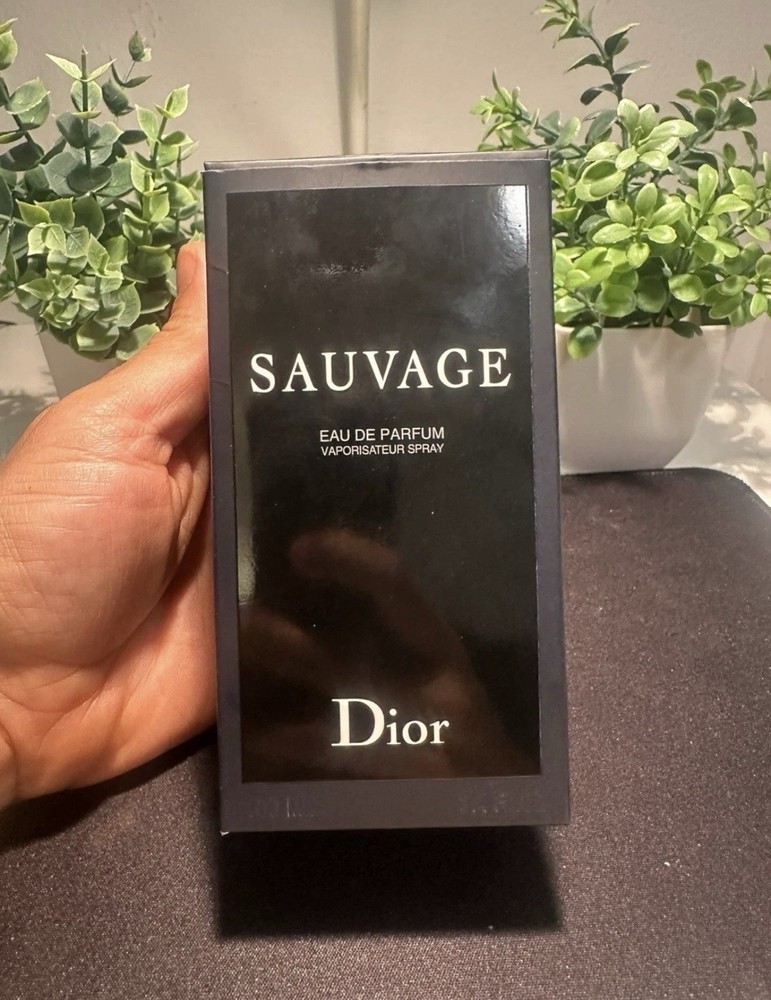 SAUVAGE
EAU DE PARFUM
VAPORISATEUR SPRAY
Dior